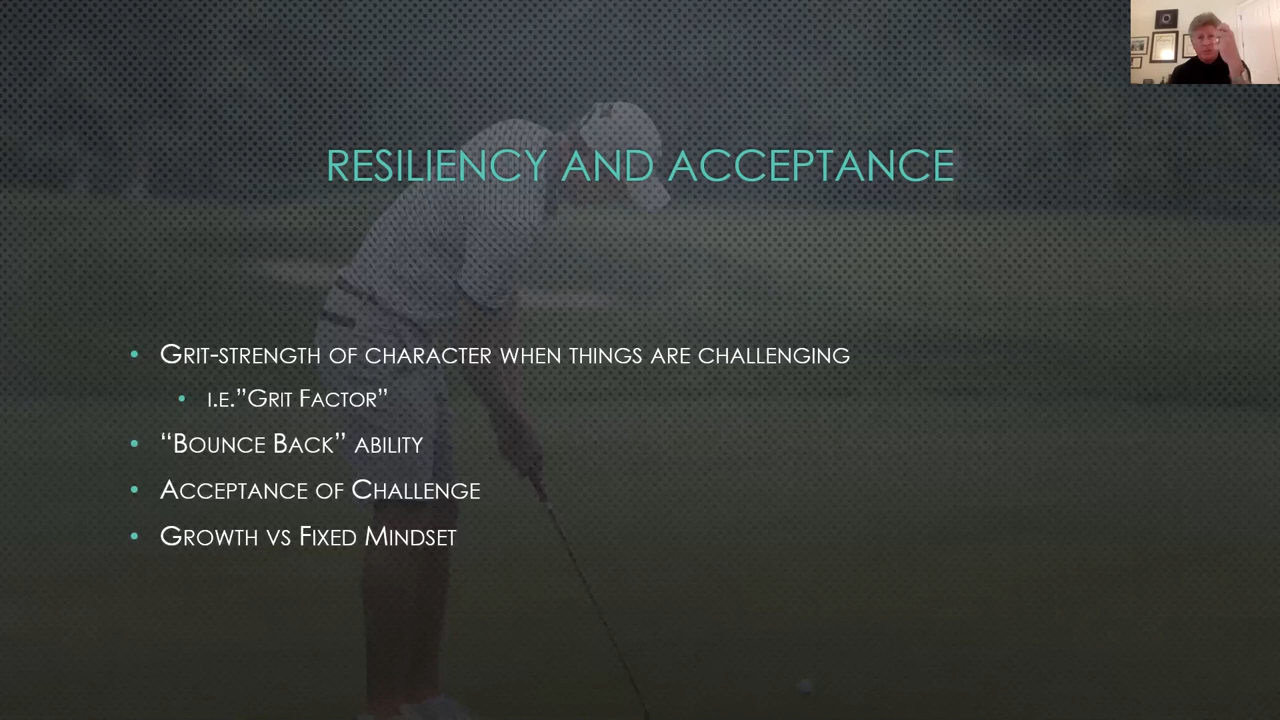 RESILIENCY AND ACCEPTANCE
• GRIT-STRENGTH OF CHARACTER WHEN THINGS ARE CHALLENGING
• I.E.”GRIT FACTOR”
• “BOUNCE BACK” ABILITY
• ACCEPTANCE OF CHALLENGE
• GROWTH VS FIXED MINDSET